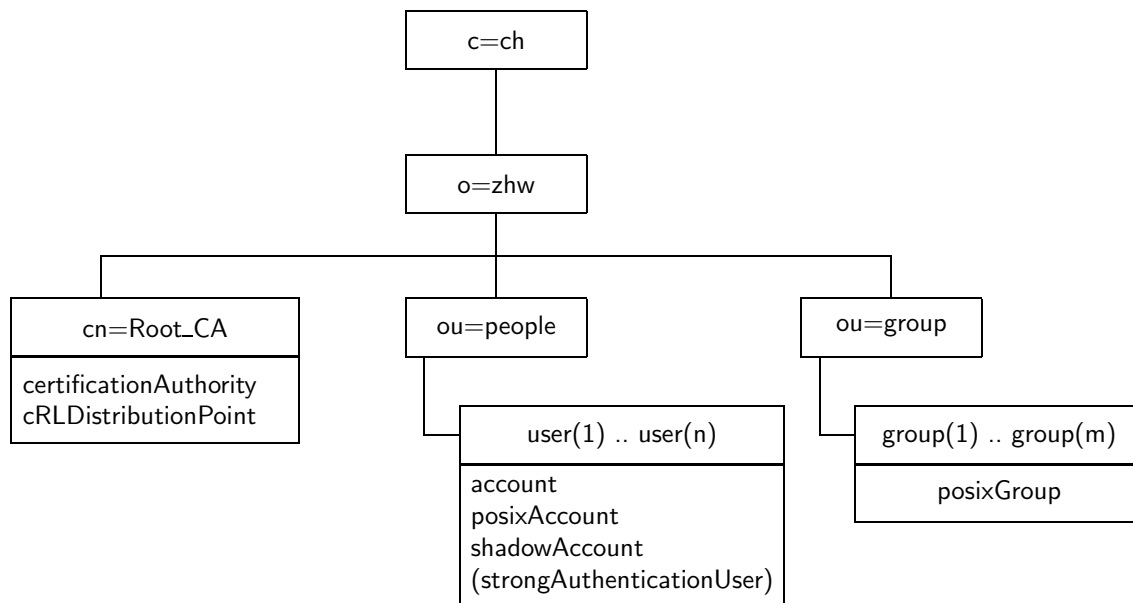 c=ch
o=zhw
cn=Root_CA
certificationAuthority
cRLDistributionPoint
ou=people
user(1) .. user(n)
account
posixAccount
shadowAccount
(strongAuthenticationUser)
ou=group
group(1) .. group(m)
posixGroup